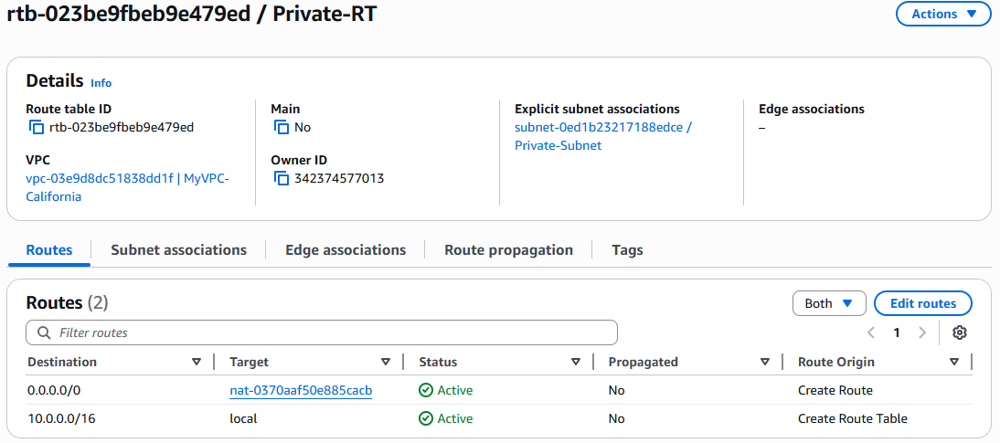 rtb-023be9fbeb9e479ed / Private-RT
Actions
Details Info
Route table ID
rtb-023be9fbeb9e479ed
Main
No
Explicit subnet associations
subnet-0ed1b23217188edce /
Private-Subnet
Edge associations
–
VPC
vpc-03e9d8dc51838dd1f | MyVPC-
California
Owner ID
342374577013
Routes Subnet associations Edge associations Route propagation Tags
Routes (2)
Both Edit routes
Filter routes
1
Destination Target Status Propagated Route Origin
0.0.0.0/0 nat-0370aaf50e885cacb Active No Create Route
10.0.0.0/16 local Active No Create Route Table